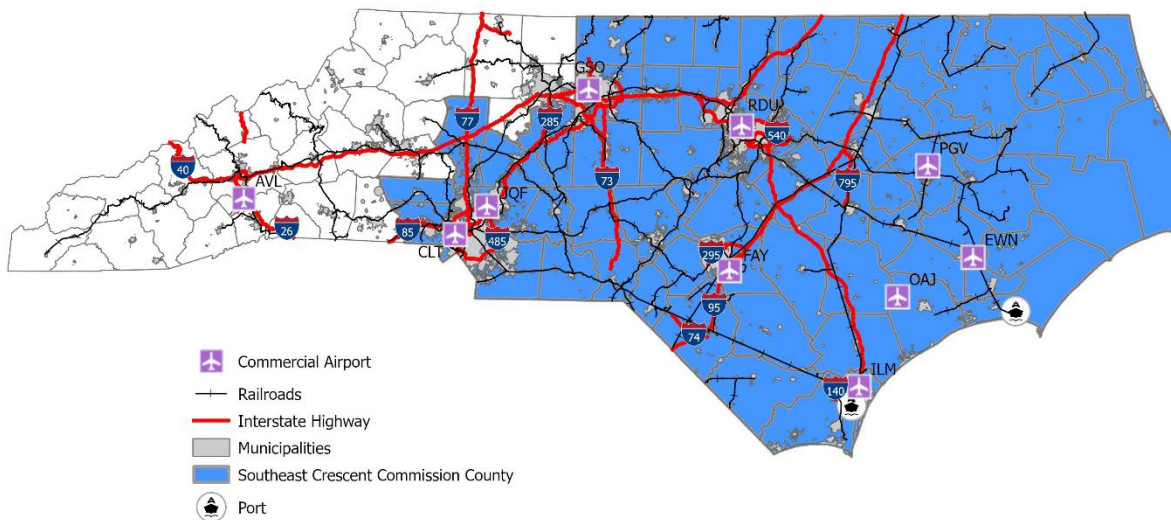 GSO
RDU
77
285
540
PGV
40
AVL
73
795
JQF
26
85
CLT
485
EWN
295
FAY
OAJ
95
74
ILM
140
Commercial Airport
Railroads
Interstate Highway
Municipalities
Southeast Crescent Commission County
Port